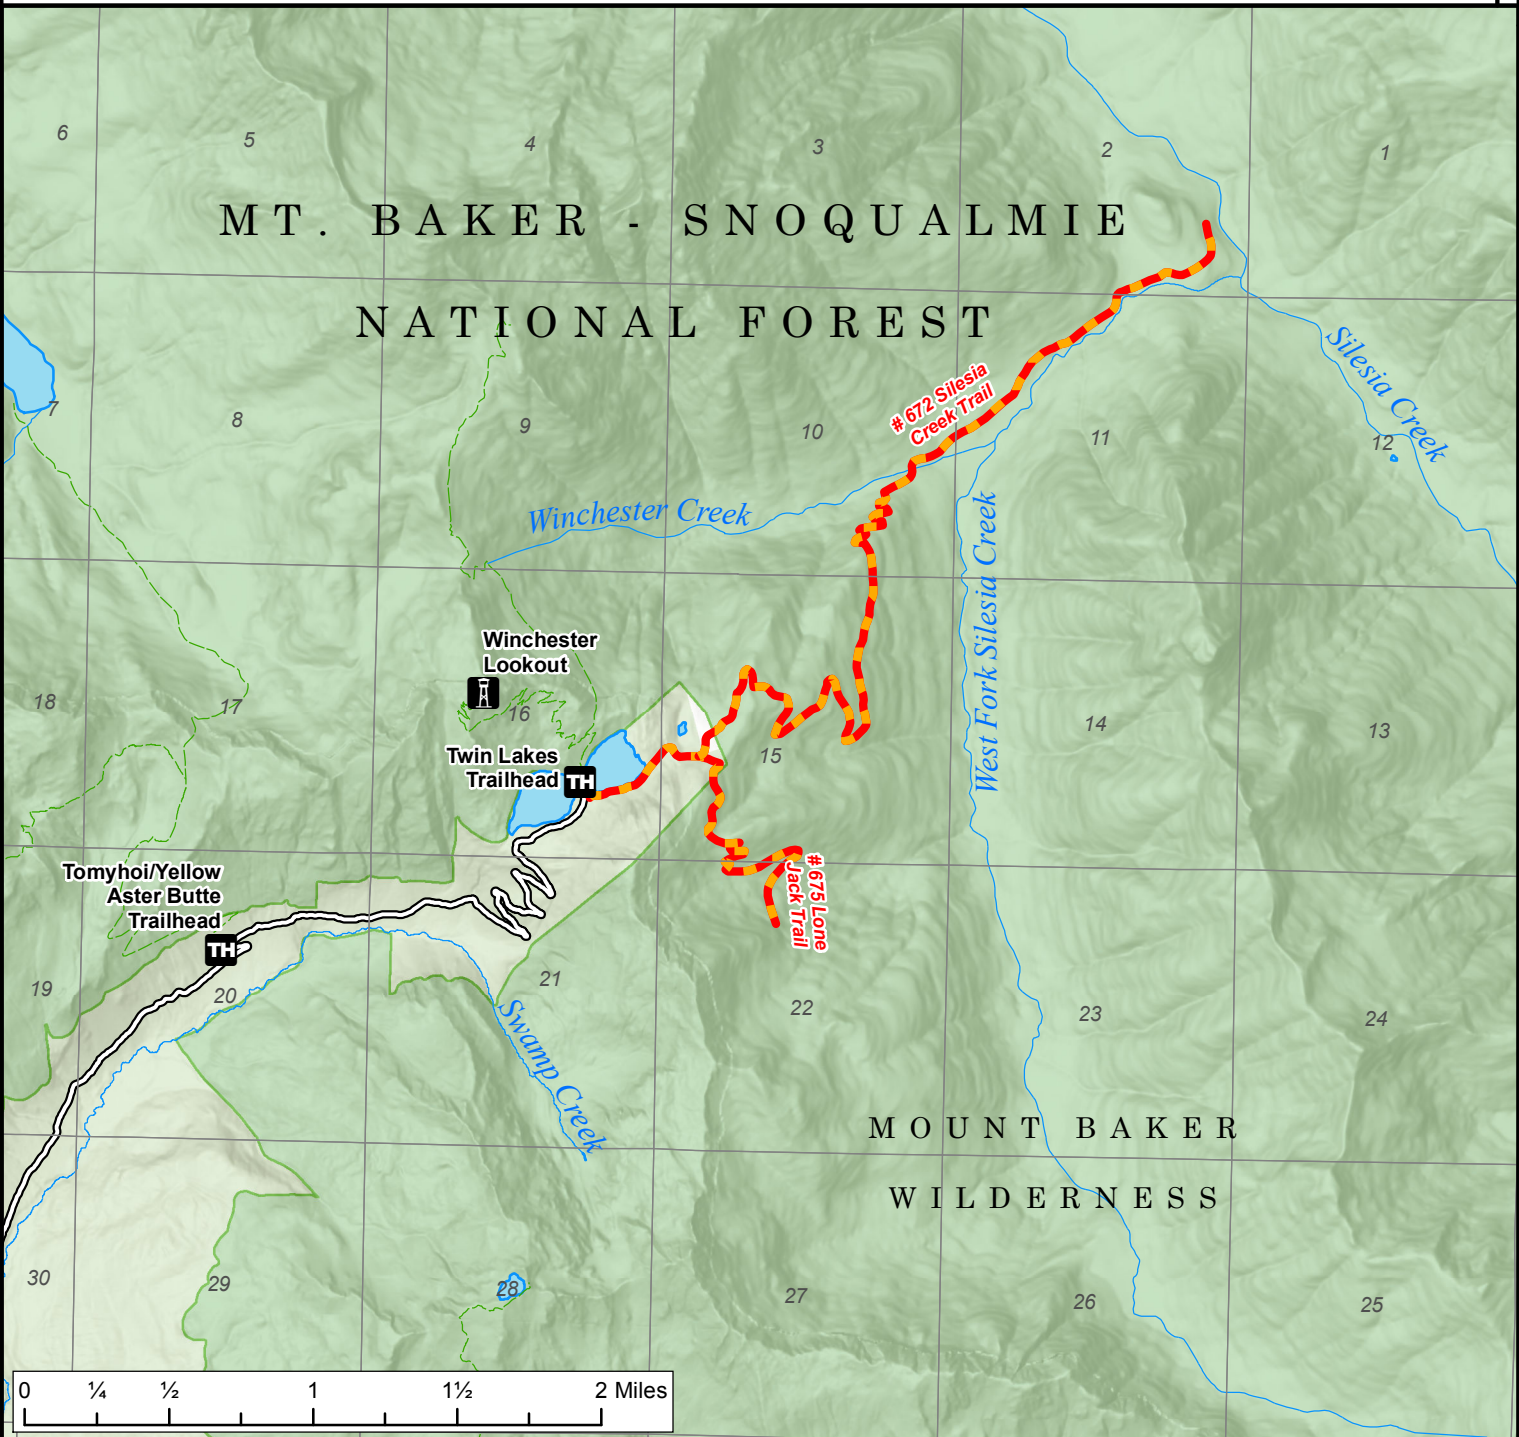 6
5
4
3
2
1
MT. BAKER - SNOQUALMIE
NATIONAL FOREST
7
8
9
10
11
12
# 672 Silesia
Creek Trail
Silesia Creek
Winchester Creek
West Fork Silesia Creek
Winchester
Lookout
18
17
16
15
14
13
Twin Lakes
Trailhead
TH
Tomyhoi/Yellow
Aster Butte
Trailhead
TH
# 675 Lone
Jack Trail
19
20
21
22
23
24
Swamp Creek
MOUNT BAKER
WILDERNESS
30
29
28
27
26
25
0 ¼ ½ 1 1½ 2 Miles